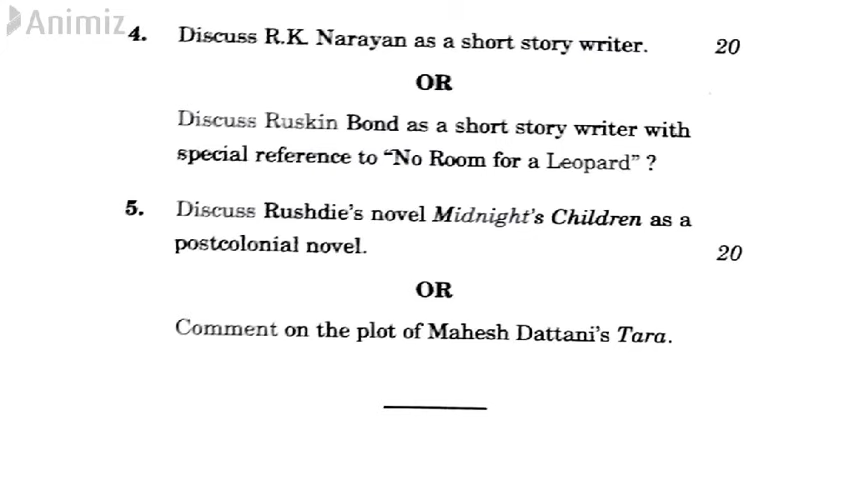 Animiz
4. Discuss R.K. Narayan as a short story writer. 20
OR
Discuss Ruskin Bond as a short story writer with
special reference to “No Room for a Leopard” ?
5. Discuss Rushdie’s novel Midnight’s Children as a
postcolonial novel. 20
OR
Comment on the plot of Mahesh Dattani’s Tara.